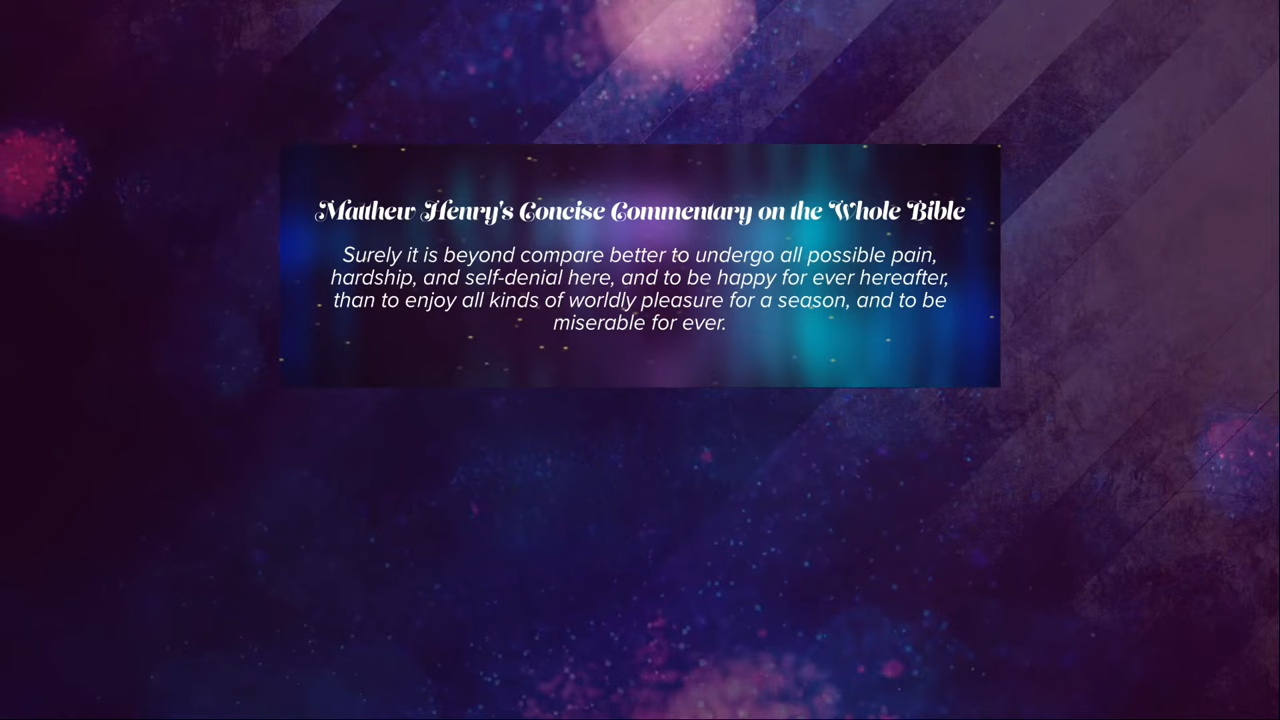 Matthew Henry's Concise Commentary on the Whole Bible
Surely it is beyond compare better to undergo all possible pain,
hardship, and self-denial here, and to be happy for ever hereafter,
than to enjoy all kinds of worldly pleasure for a season, and to be
miserable for ever.